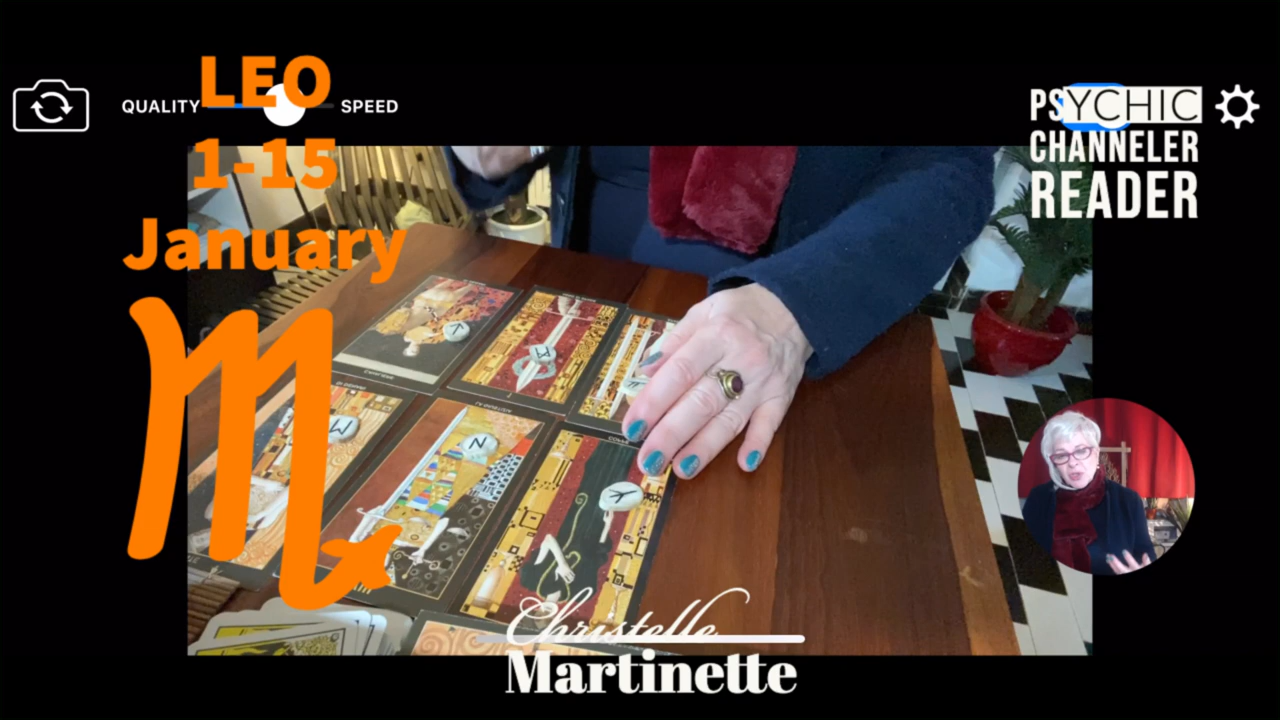 LEO
QUALITY
SPEED
1-15
January
PSYCHIC
CHANNELER
READER
Christelle
Martinette